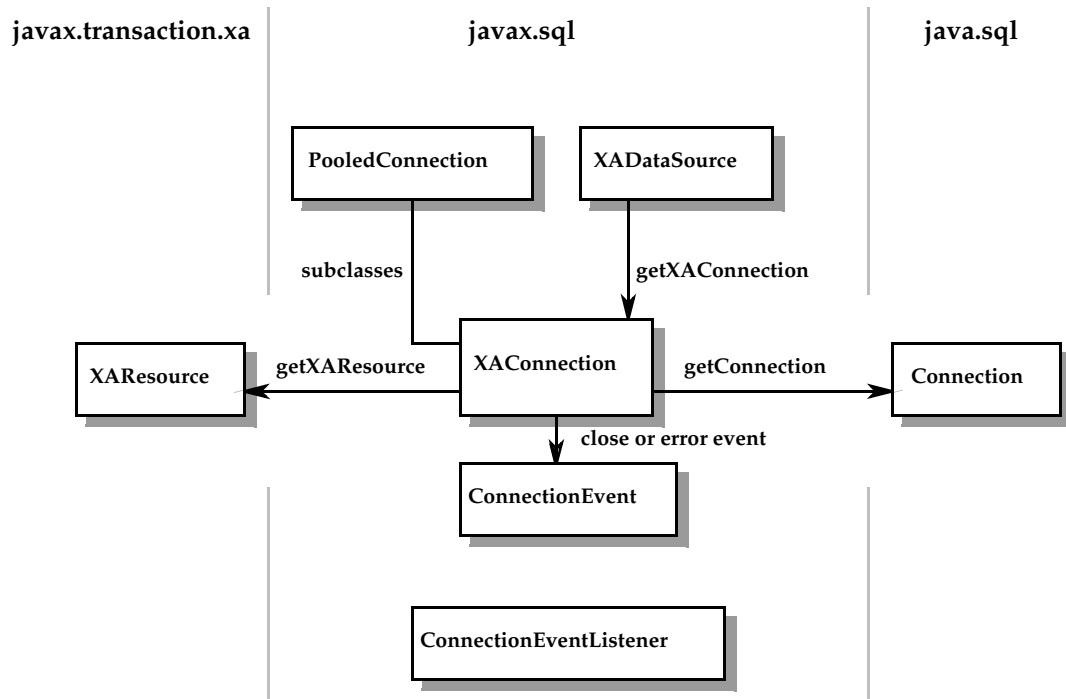 javax.transaction.xa
javax.sql
java.sql
PooledConnection
XADataSource
subclasses
getXAConnection
XAResource
getXAResource
XAConnection
getConnection
Connection
close or error event
ConnectionEvent
ConnectionEventListener